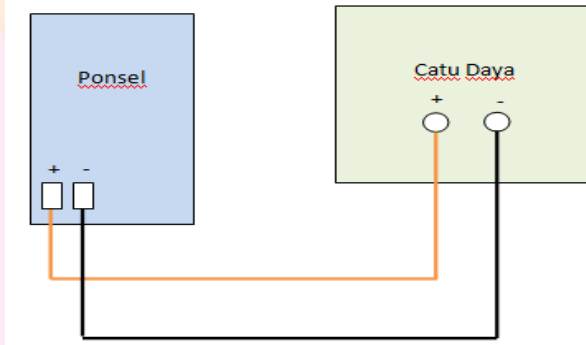 Ponsel
Catu Daya
+ -
+ -